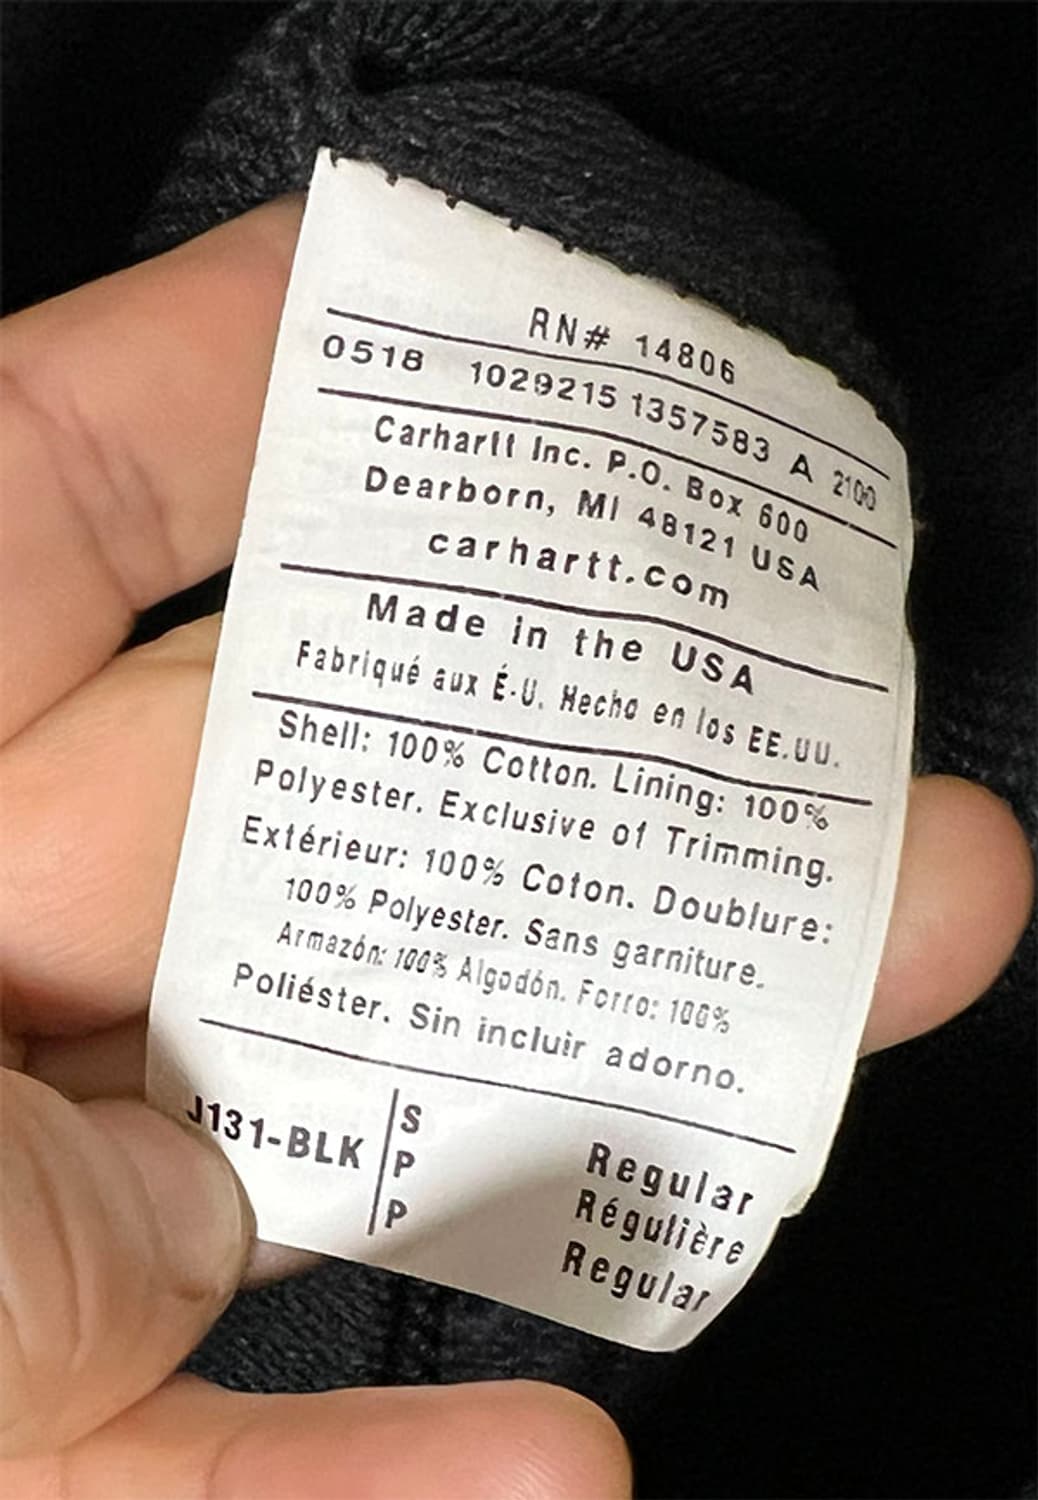 RN# 14806
0518 1029215 1357583 A 2100
Carhartt Inc. P.O. Box 600
Dearborn, MI 48121 USA
carhartt.com
Made in the USA
Fabriqué aux É-U. Hecho en los EE.UU.
Shell: 100% Cotton. Lining: 100%
Polyester. Exclusive of Trimming.
Extérieur: 100% Coton. Doublure:
100% Polyester. Sans garniture.
Armazón: 100% Algodón. Forro: 100%
Poliéster. Sin incluir adorno.
J131-BLK S Regular
P Régulière
P Regular